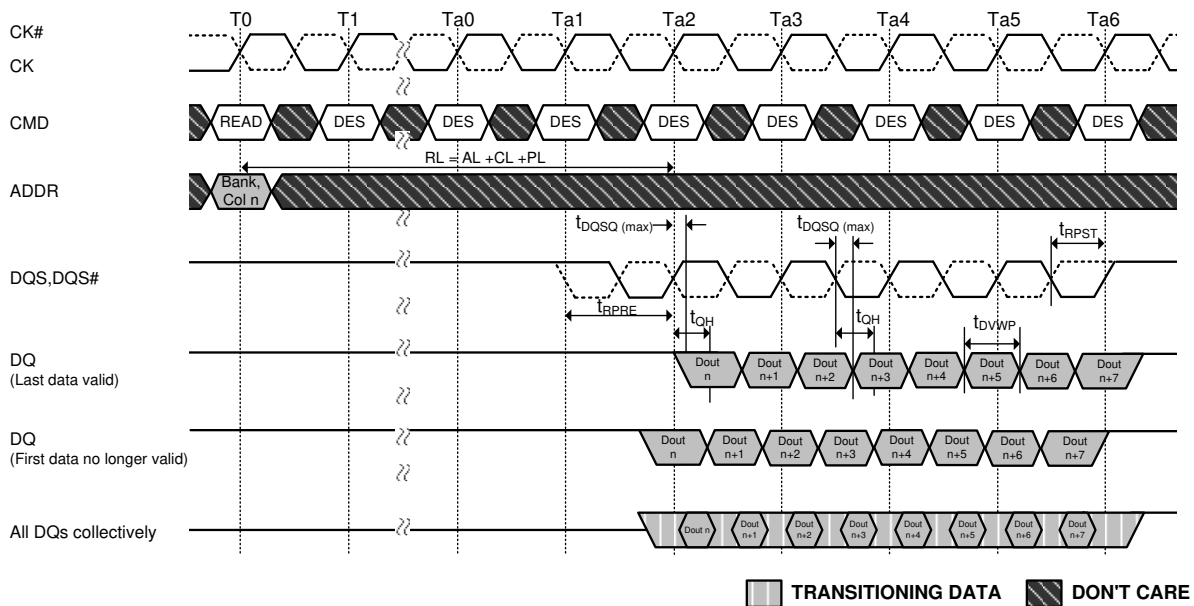 T0 T1 Ta0 Ta1 Ta2 Ta3 Ta4 Ta5 Ta6
CK#
CK
CMD READ DES DES DES DES DES DES DES DES
RL = AL +CL +PL
ADDR
Bank,
Col n
tDQSQ (max) tDQSQ (max) tRPST
DQS,DQS#
tRPRE tQH tQH tDVWP
DQ
(Last data valid)
Dout n Dout n+1 Dout n+2 Dout n+3 Dout n+4 Dout n+5 Dout n+6 Dout n+7
DQ
(First data no longer valid)
Dout n Dout n+1 Dout n+2 Dout n+3 Dout n+4 Dout n+5 Dout n+6 Dout n+7
All DQs collectively
Dout n Dout n+1 Dout n+2 Dout n+3 Dout n+4 Dout n+5 Dout n+6 Dout n+7
TRANSITIONING DATA DON'T CARE